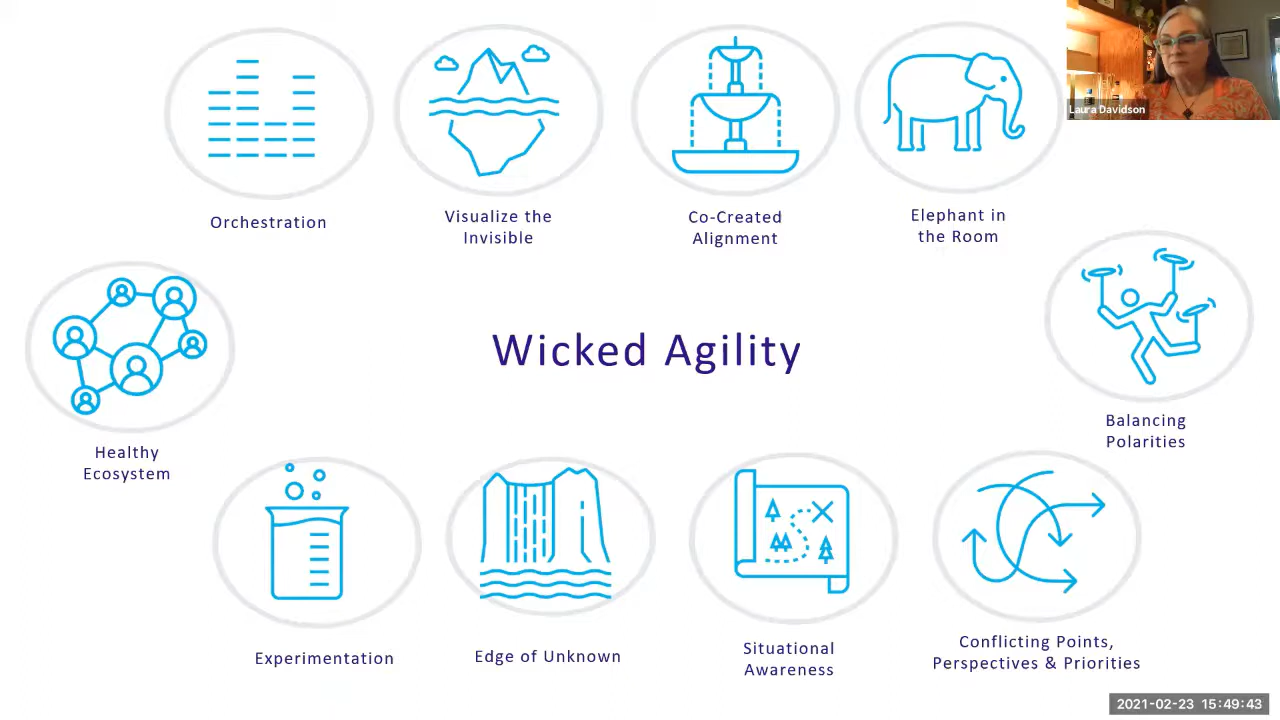 Laura Davidson
Orchestration
Visualize the
Invisible
Co-Created
Alignment
Elephant in
the Room
Wicked Agility
Healthy
Ecosystem
Balancing
Polarities
Experimentation
Edge of Unknown
Situational
Awareness
Conflicting Points,
Perspectives & Priorities
2021-02-23 15:49:43